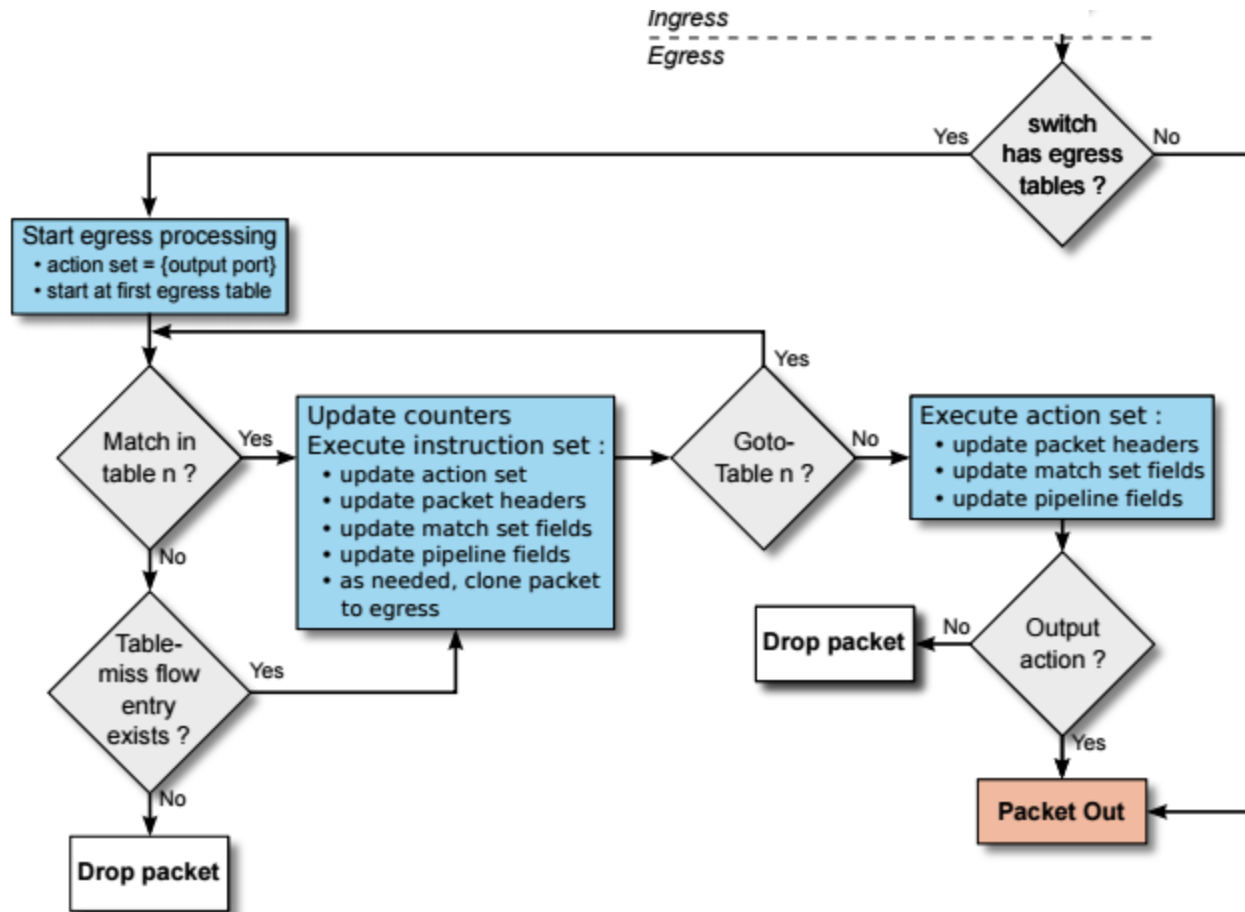 Ingress
Egress
switch
has egress
tables ?
Yes
No
Start egress processing
• action set = {output port}
• start at first egress table
Yes
Match in
table n ?
Yes
Update counters
Execute instruction set :
• update action set
• update packet headers
• update match set fields
• update pipeline fields
• as needed, clone packet
to egress
Goto-
Table n ?
No
Execute action set :
• update packet headers
• update match set fields
• update pipeline fields
No
Table-
miss flow
entry
exists ?
Yes
Drop packet
No
Output
action ?
Yes
No
Packet Out
Drop packet